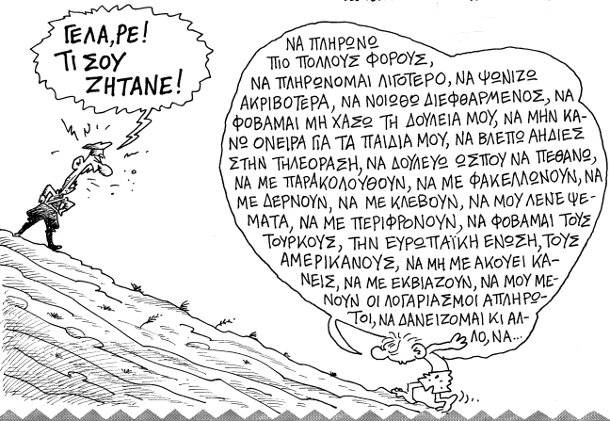 ΓΕΛΑ, ΡΕ!
ΤΙ ΣΟΥ
ΖΗΤΑΝΕ!
ΝΑ ΠΛΗΡΩΝΩ
ΠΙΟ ΠΟΛΛΟΥΣ ΦΟΡΟΥΣ,
ΝΑ ΠΛΗΡΩΝΟΜΑΙ ΛΙΓΟΤΕΡΟ, ΝΑ ΨΩΝΙΖΩ
ΑΚΡΙΒΟΤΕΡΑ, ΝΑ ΝΟΙΩΘΩ ΔΙΕΦΘΑΡΜΕΝΟΣ, ΝΑ
ΦΟΒΑΜΑΙ ΜΗ ΧΑΣΩ ΤΗ ΔΟΥΛΕΙΑ ΜΟΥ, ΝΑ ΜΗΝ ΚΑ-
ΝΩ ΟΝΕΙΡΑ ΓΙΑ ΤΑ ΠΑΙΔΙΑ ΜΟΥ, ΝΑ ΒΛΕΠΩ ΑΗΔΙΕΣ
ΣΤΗΝ ΤΗΛΕΟΡΑΣΗ, ΝΑ ΔΟΥΛΕΥΩ ΩΣΠΟΥ ΝΑ ΠΕΘΑΝΩ,
ΝΑ ΜΕ ΠΑΡΑΚΟΛΟΥΘΟΥΝ, ΝΑ ΜΕ ΦΑΚΕΛΛΩΝΟΥΝ, ΝΑ
ΜΕ ΔΕΡΝΟΥΝ, ΝΑ ΜΕ ΚΛΕΒΟΥΝ, ΝΑ ΜΟΥ ΛΕΝΕ ΨΕ-
ΜΑΤΑ, ΝΑ ΜΕ ΠΕΡΙΦΡΟΝΟΥΝ, ΝΑ ΦΟΒΑΜΑΙ ΤΟΥΣ
ΤΟΥΡΚΟΥΣ, ΤΗΝ ΕΥΡΩΠΑΪΚΗ ΕΝΩΣΗ, ΤΟΥΣ
ΑΜΕΡΙΚΑΝΟΥΣ, ΝΑ ΜΗ ΜΕ ΑΚΟΥΕΙ ΚΑ-
ΝΕΙΣ, ΝΑ ΜΕ ΕΚΒΙΑΖΟΥΝ, ΝΑ ΜΟΥ ΜΕ-
ΝΟΥΝ ΟΙ ΛΟΓΑΡΙΑΣΜΟΙ ΑΠΛΗΡΩ-
ΤΟΙ, ΝΑ ΔΑΝΕΙΖΟΜΑΙ ΚΙ ΑΛ-
ΛΟ, ΝΑ...